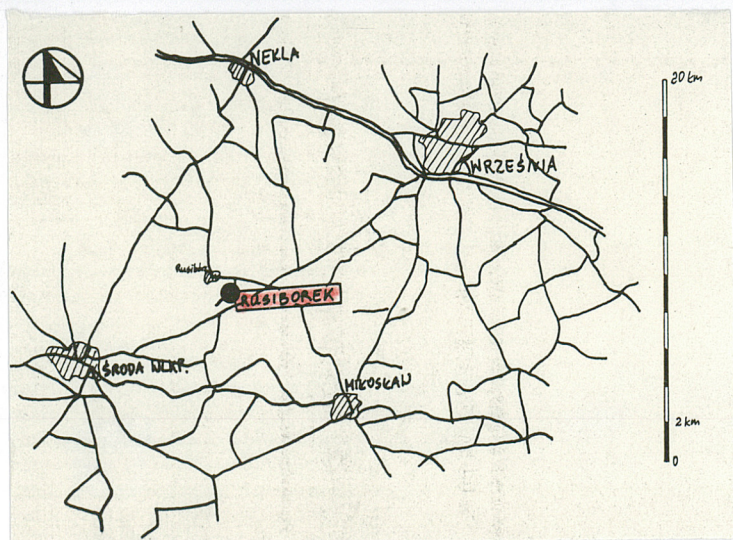 NEKLA
20 km
WRZEŚNIA
RUSIBOREK
ŚRODA WLKP.
MIŁOSŁAW
2 km
0